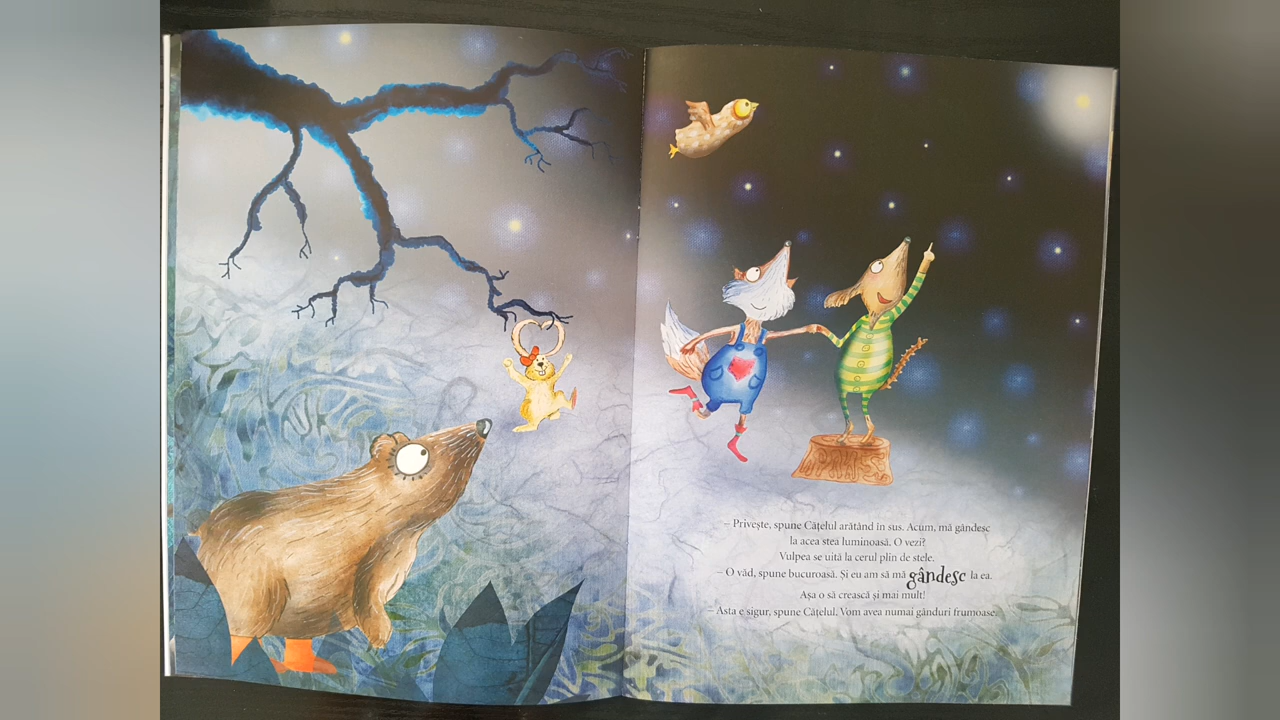 – Privește, spune Cățelul arătând în sus. Acum, mă gândesc
la acea stea luminoasă. O vezi?
Vulpea se uită la cerul plin de stele.
– O văd, spune bucuroasă. Și eu am să mă gândesc la ea.
Așa o să crească și mai mult!
– Asta e sigur, spune Cățelul. Vom avea numai gânduri frumoase.